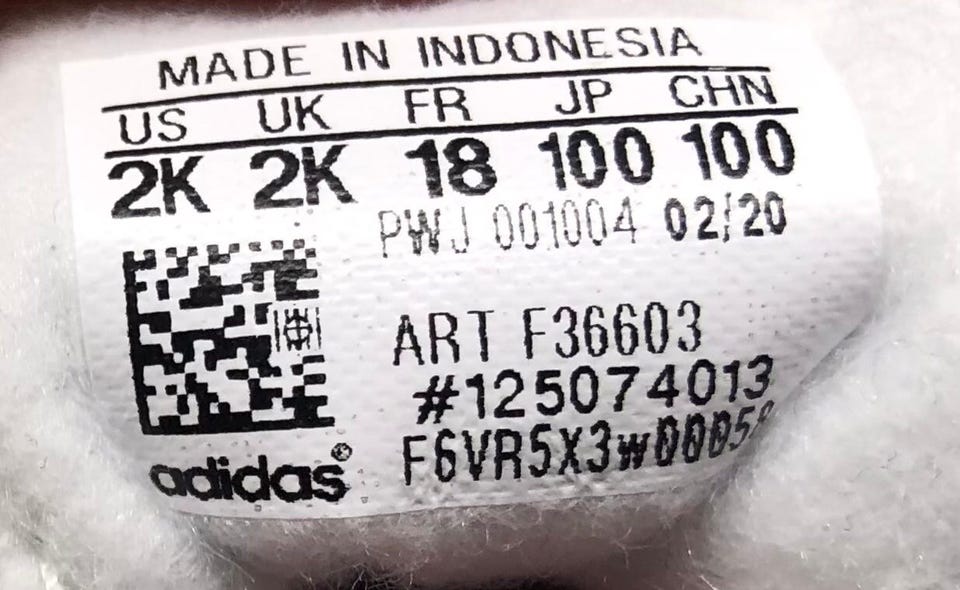 MADE IN INDONESIA
US UK FR JP CHN
2K 2K 18 100 100
PWJ 001004 02/20
ART F36603
#125074013
adidas®